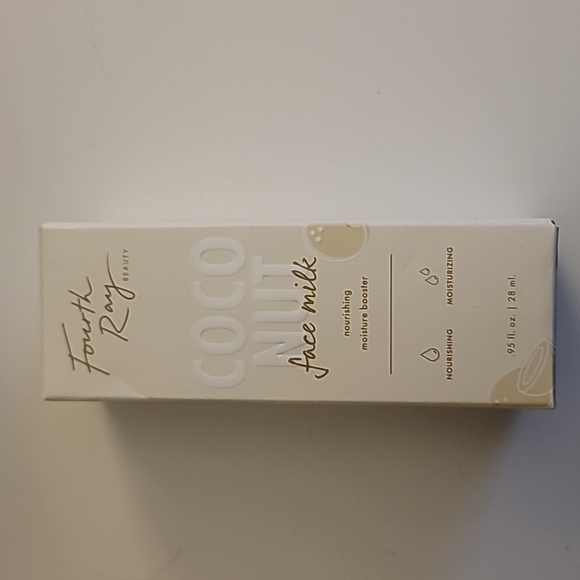 Fourth
Ray
BEAUTY
COCO
NUT
face milk
nourishing
moisture booster
NOURISHING
MOISTURIZING
.95 fl. oz. | 28 ml.